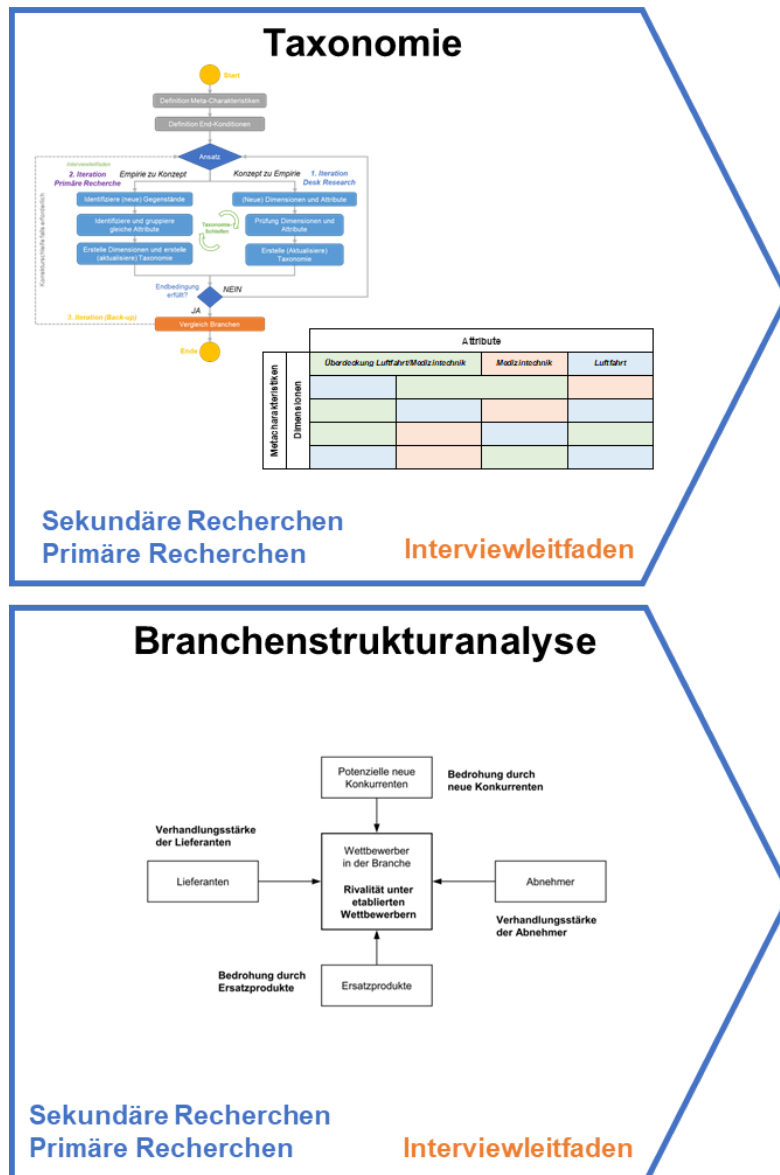 Taxonomie
Start
Definition Meta-Charakteristiken
Definition End-Konditionen
Ansatz
Interviewleitfaden
2. Iteration
Primäre Recherche
Empirie zu Konzept
Konzept zu Empirie
1. Iteration
Desk Research
Identifiziere (neue) Gegenstände
(Neue) Dimensionen und Attribute
Identifiziere und gruppiere
gleiche Attribute
Taxonomie-
Schleifen
Prüfung Dimensionen und
Attribute
Erstelle Dimensionen und erstelle
(aktualisiere) Taxonomie
Erstelle (Aktualisiere)
Taxonomie
Korrekturschleife falls erforderlich
Endbedingung
erfüllt?
NEIN
JA
3. Iteration (Back-up)
Vergleich Branchen
Ende
Attribute
Metacharakteristiken
Dimensionen
Überdeckung Luftfahrt/Medizintechnik
Medizintechnik
Luftfahrt
Sekundäre Recherchen
Primäre Recherchen
Interviewleitfaden
Branchenstrukturanalyse
Potenzielle neue
Konkurrenten
Bedrohung durch
neue Konkurrenten
Verhandlungsstärke
der Lieferanten
Lieferanten
Wettbewerber
in der Branche
Rivalität unter
etablierten
Wettbewerbern
Abnehmer
Verhandlungsstärke
der Abnehmer
Bedrohung durch
Ersatzprodukte
Ersatzprodukte
Sekundäre Recherchen
Primäre Recherchen
Interviewleitfaden